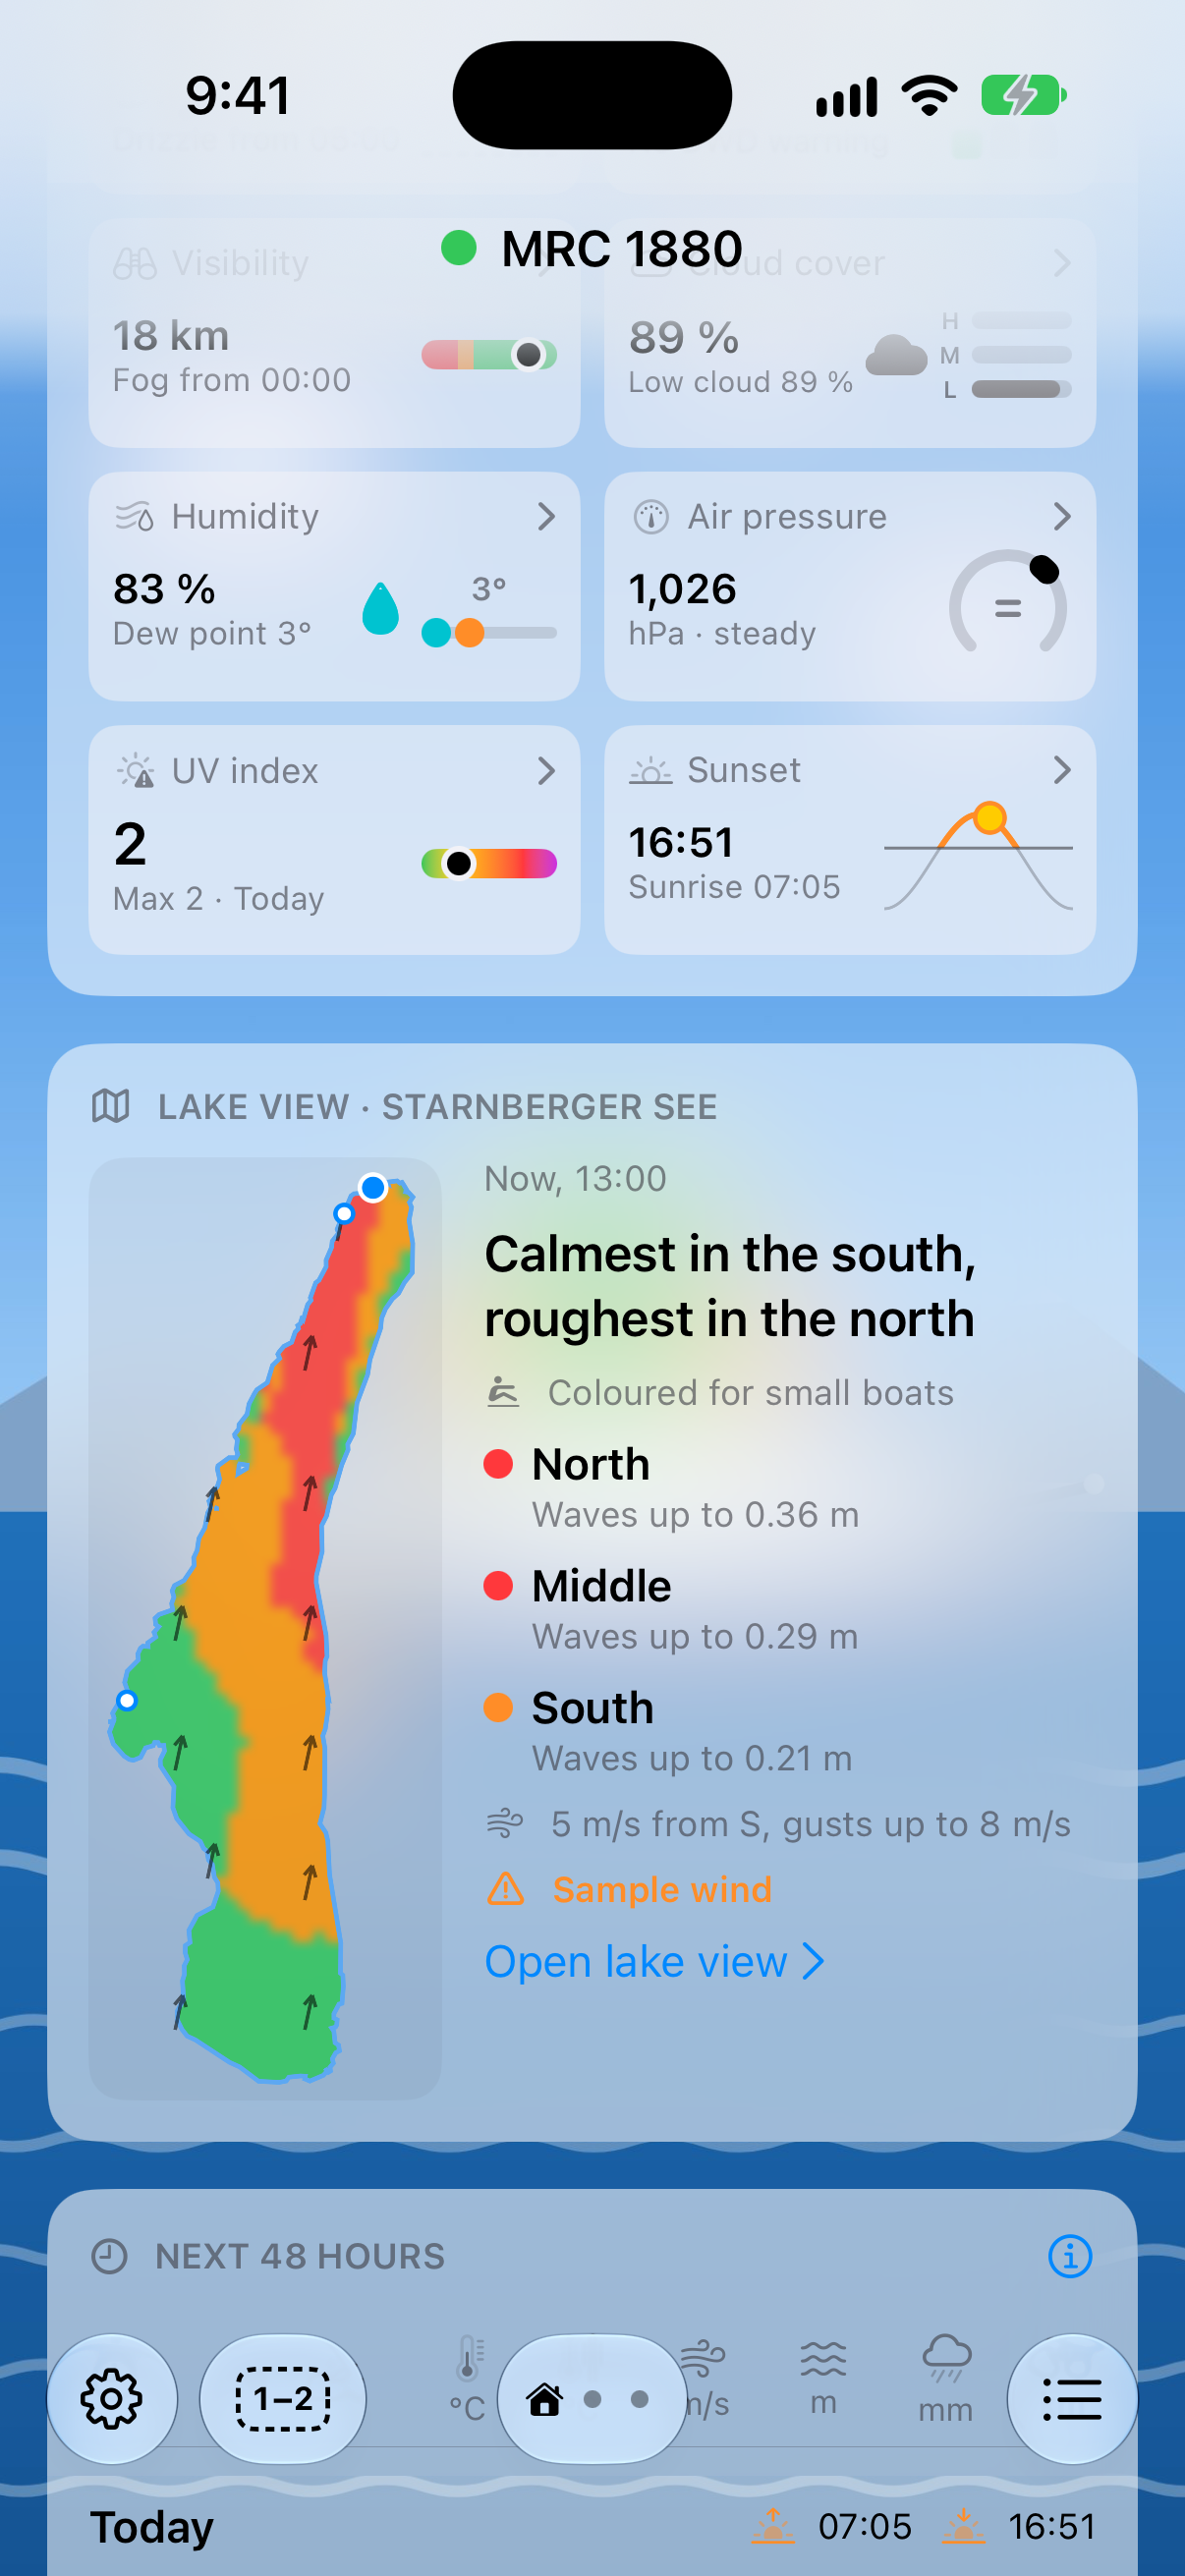 9:41
MRC 1880
Visibility
18 km
Fog from 00:00
Cloud cover
89 %
Low cloud 89 %
H
M
L
Humidity
83 %
Dew point 3°
3°
Air pressure
1,026
hPa · steady
UV index
2
Max 2 · Today
Sunset
16:51
Sunrise 07:05
LAKE VIEW · STARNBERGER SEE
Now, 13:00
Calmest in the south,
roughest in the north
Coloured for small boats
North
Waves up to 0.36 m
Middle
Waves up to 0.29 m
South
Waves up to 0.21 m
5 m/s from S, gusts up to 8 m/s
Sample wind
Open lake view
NEXT 48 HOURS
1–2
°C
m/s
m
mm
Today
07:05
16:51